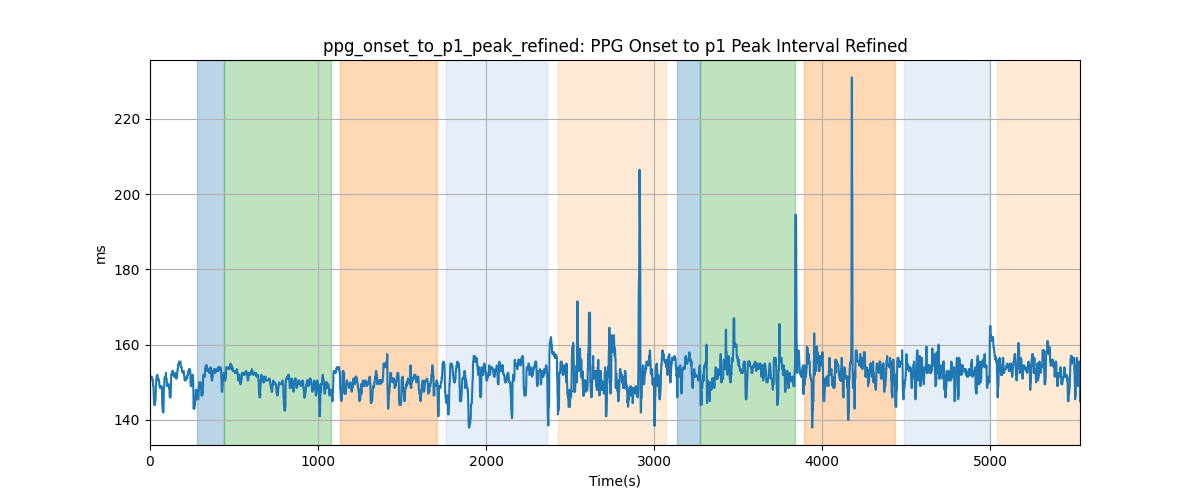 ppg_onset_to_p1_peak_refined: PPG Onset to p1 Peak Interval Refined
ms
220
200
180
160
140
0 1000 2000 3000 4000 5000
Time(s)